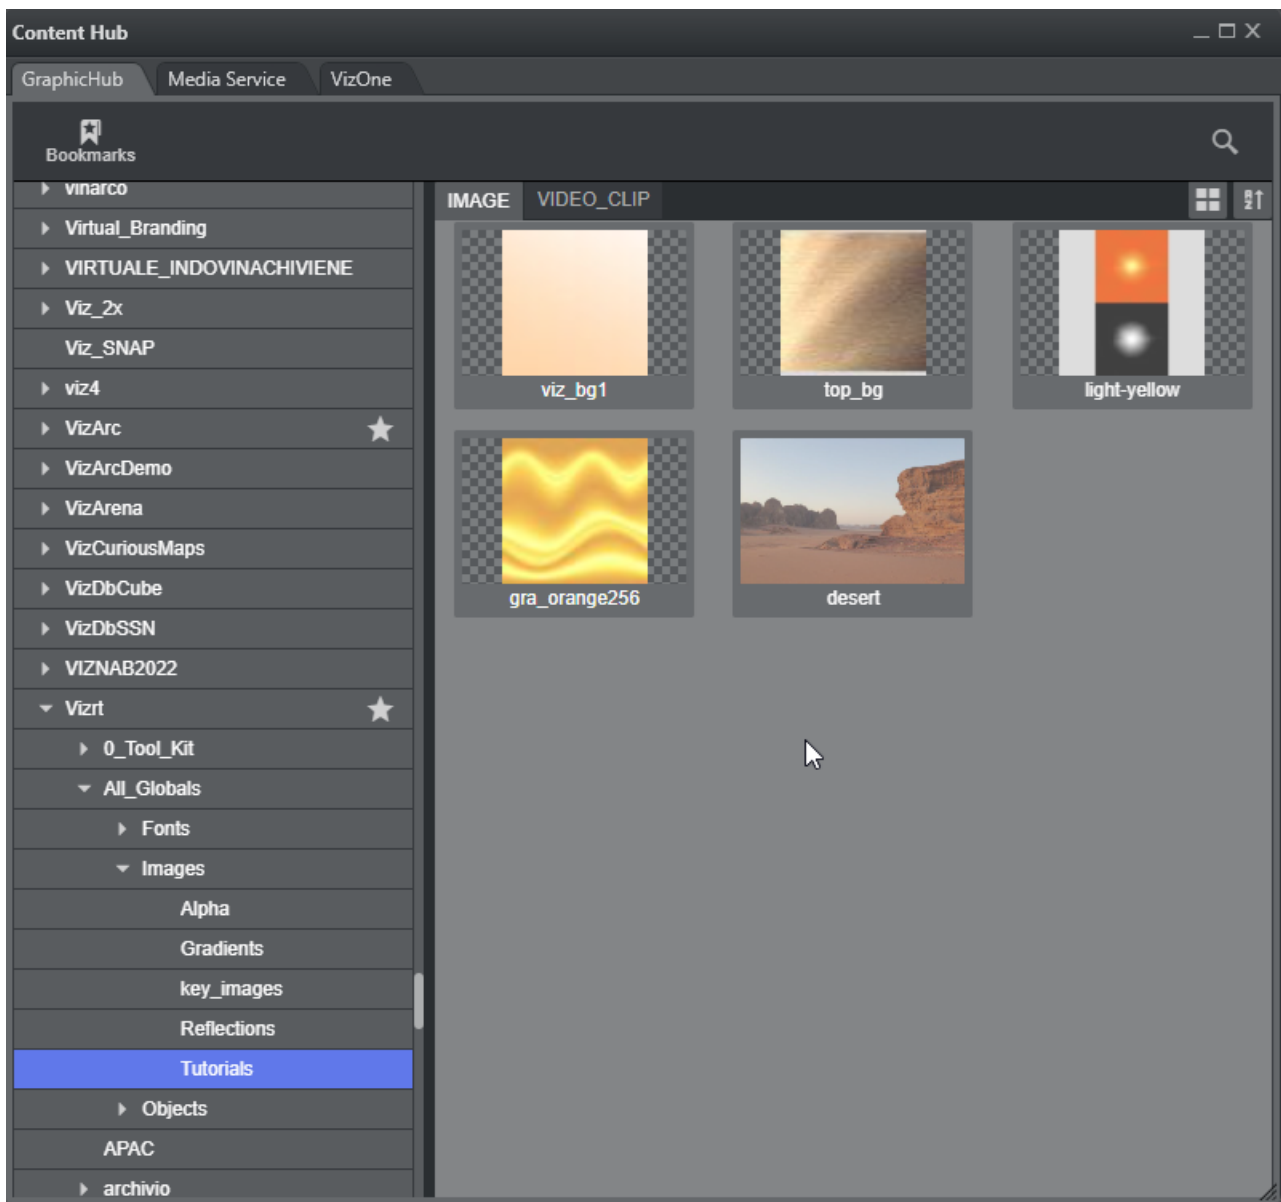 Content Hub
GraphicHub
Media Service
VizOne
Bookmarks
vinarco
Virtual_Branding
VIRTUALE_INDOVINACHIVIENE
Viz_2x
Viz_SNAP
viz4
VizArc
VizArcDemo
VizArena
VizCuriousMaps
VizDbCube
VizDbSSN
VIZNAB2022
Vizrt
0_Tool_Kit
All_Globals
Fonts
Images
Alpha
Gradients
key_images
Reflections
Tutorials
Objects
APAC
archivio
IMAGE
VIDEO_CLIP
viz_bg1
top_bg
light-yellow
gra_orange256
desert